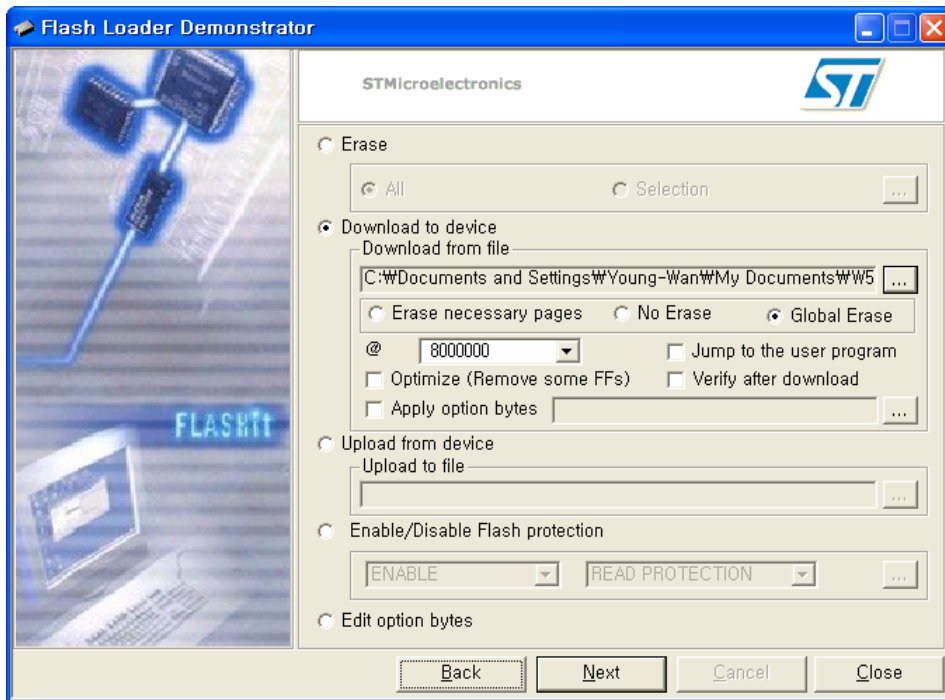 Flash Loader Demonstrator
STMicroelectronics
ST
Erase
All Selection ...
Download to device
Download from file
C:₩Documents and Settings₩Young-Wan₩My Documents₩W5 ...
Erase necessary pages No Erase Global Erase
@ 8000000 Jump to the user program
Optimize (Remove some FFs) Verify after download
Apply option bytes ...
FLASHit
Upload from device
Upload to file
...
Enable/Disable Flash protection
ENABLE READ PROTECTION ...
Edit option bytes
Back Next Cancel Close